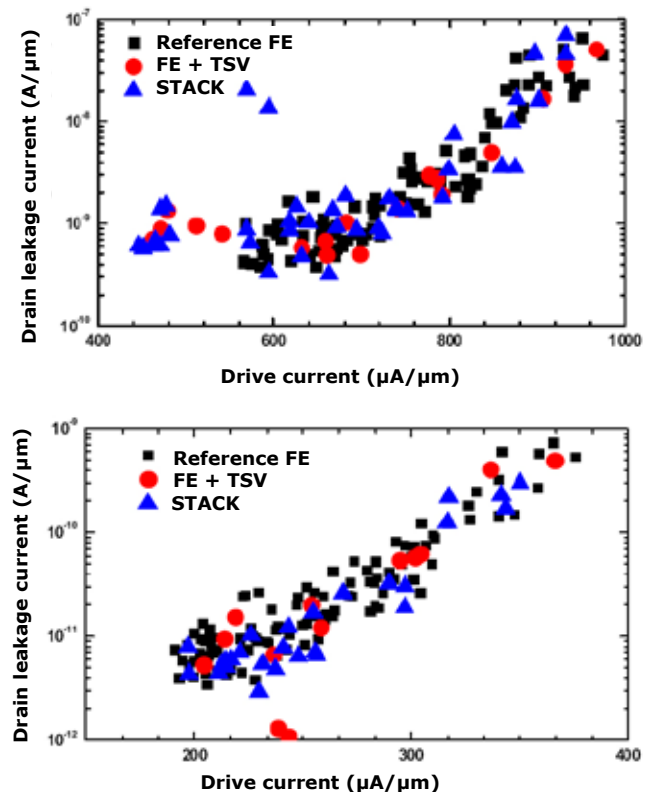 10⁻⁷
Reference FE
FE + TSV
STACK
10⁻⁸
10⁻⁹
10⁻¹⁰
Drain leakage current (A/µm)
400 600 800 1000
Drive current (µA/µm)
10⁻⁹
Reference FE
FE + TSV
STACK
10⁻¹⁰
10⁻¹¹
10⁻¹²
Drain leakage current (A/µm)
200 300 400
Drive current (µA/µm)